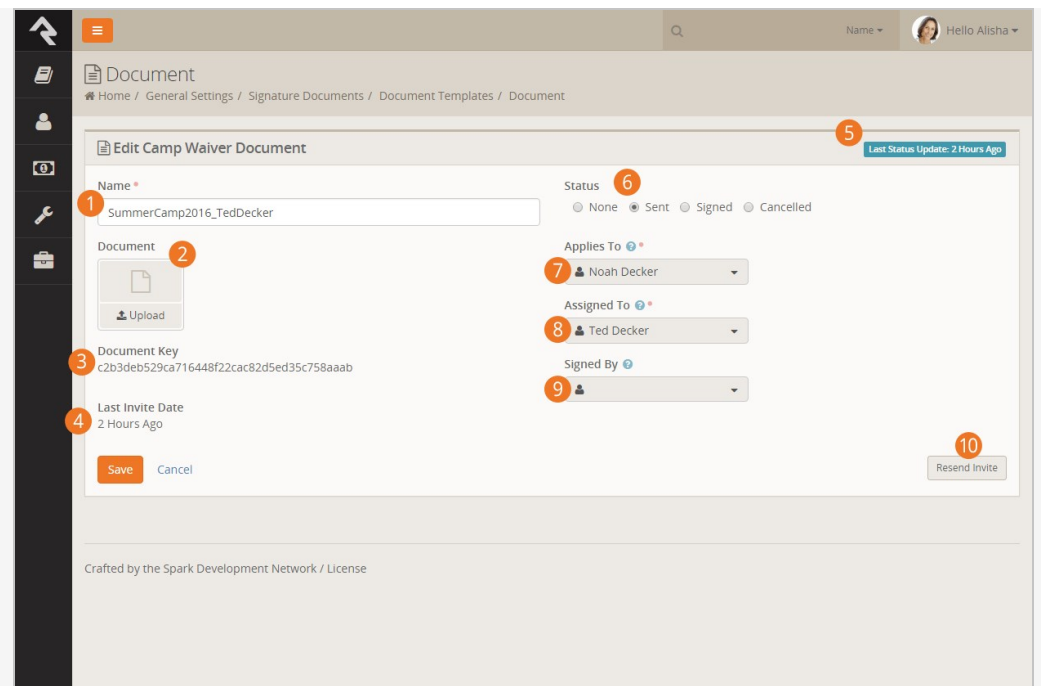 Name
Hello Alisha
Document
Home / General Settings / Signature Documents / Document Templates / Document
Edit Camp Waiver Document
5
Last Status Update: 2 Hours Ago
Name *
1
SummerCamp2016_TedDecker
Document
2
Upload
3
Document Key
c2b3deb529ca716448f22cac82d5ed35c758aaab
4
Last Invite Date
2 Hours Ago
Status
6
None Sent Signed Cancelled
Applies To ? *
7
Noah Decker
Assigned To ? *
8
Ted Decker
Signed By ?
9
Save Cancel
10
Resend Invite
Crafted by the Spark Development Network / License